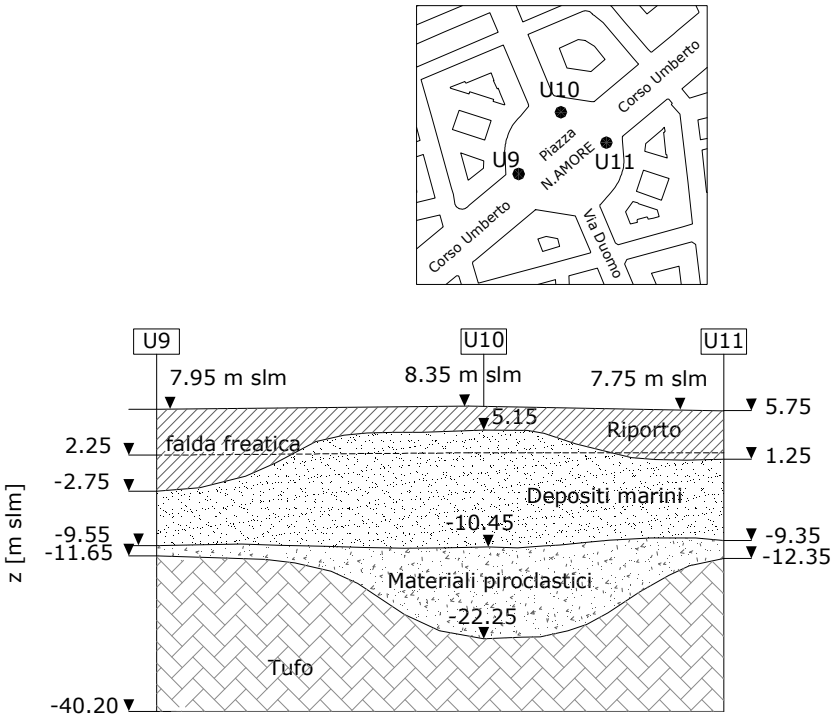 Corso Umberto
U10
Piazza
N.AMORE
U11
U9
Corso Umberto
Via Duomo
U9
U10
U11
7.95 m slm
8.35 m slm
7.75 m slm
5.75
5.15
falda freatica
Riporto
2.25
1.25
-2.75
Depositi marini
z [m slm]
-10.45
-9.55
-9.35
-11.65
-12.35
Materiali piroclastici
-22.25
Tufo
-40.20